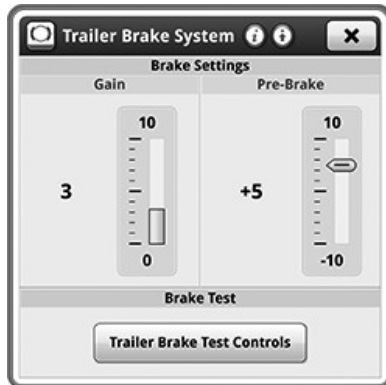 Trailer Brake System
Brake Settings
Gain Pre-Brake
10 10
3 +5
0 -10
Brake Test
Trailer Brake Test Controls